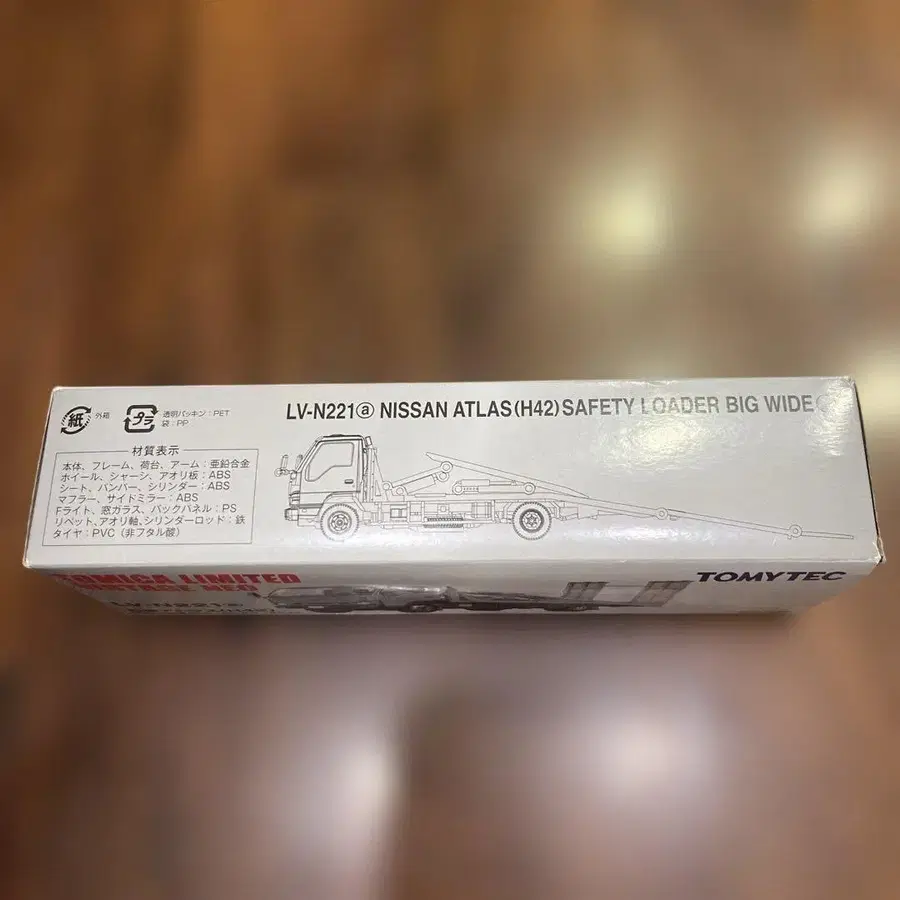 紙 外箱
プラ 透明パッキン:PET
袋:PP
LV-N221ⓐ NISSAN ATLAS(H42)SAFETY LOADER BIG WIDE
材質表示
本体、フレーム、荷台、アーム:亜鉛合金
ホイール、シャーシ、アオリ板:ABS
シート、バンパー、シリンダー:ABS
マフラー、サイドミラー:ABS
Fライト、窓ガラス、バックパネル:PS
リベット、アオリ軸、シリンダーロッド:鉄
タイヤ:PVC(非フタル酸)
TOMICA LIMITED
VINTAGE NEO
TOMYTEC
LV-N221a